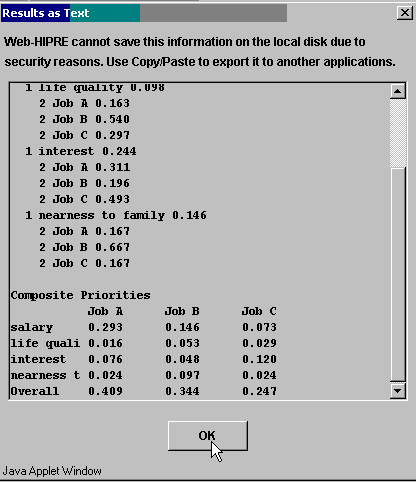 Results as Text
Web-HIPRE cannot save this information on the local disk due to
security reasons. Use Copy/Paste to export it to another applications.
1 life quality 0.098
2 Job A 0.163
2 Job B 0.540
2 Job C 0.297
1 interest 0.244
2 Job A 0.311
2 Job B 0.196
2 Job C 0.493
1 nearness to family 0.146
2 Job A 0.167
2 Job B 0.667
2 Job C 0.167
Composite Priorities
Job A Job B Job C
salary 0.293 0.146 0.073
life quali 0.016 0.053 0.029
interest 0.076 0.048 0.120
nearness t 0.024 0.097 0.024
Overall 0.409 0.344 0.247
OK
Java Applet Window